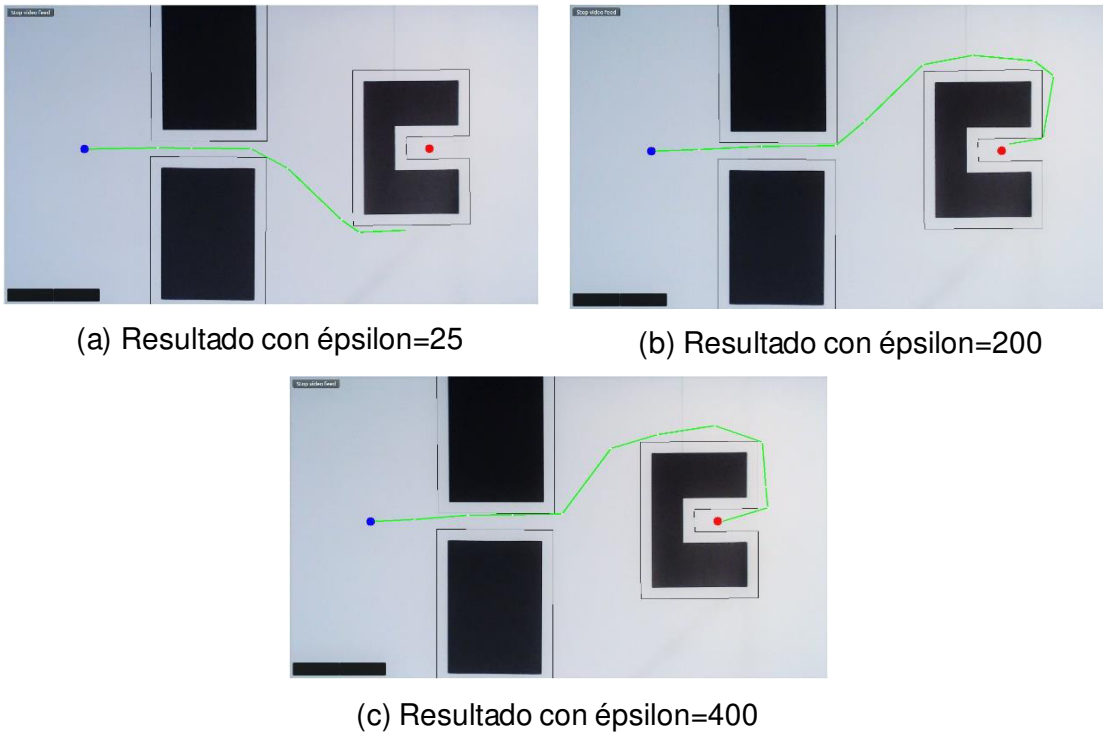 Stop video feed
Stop video feed
(a) Resultado con épsilon=25
(b) Resultado con épsilon=200
Stop video feed
(c) Resultado con épsilon=400